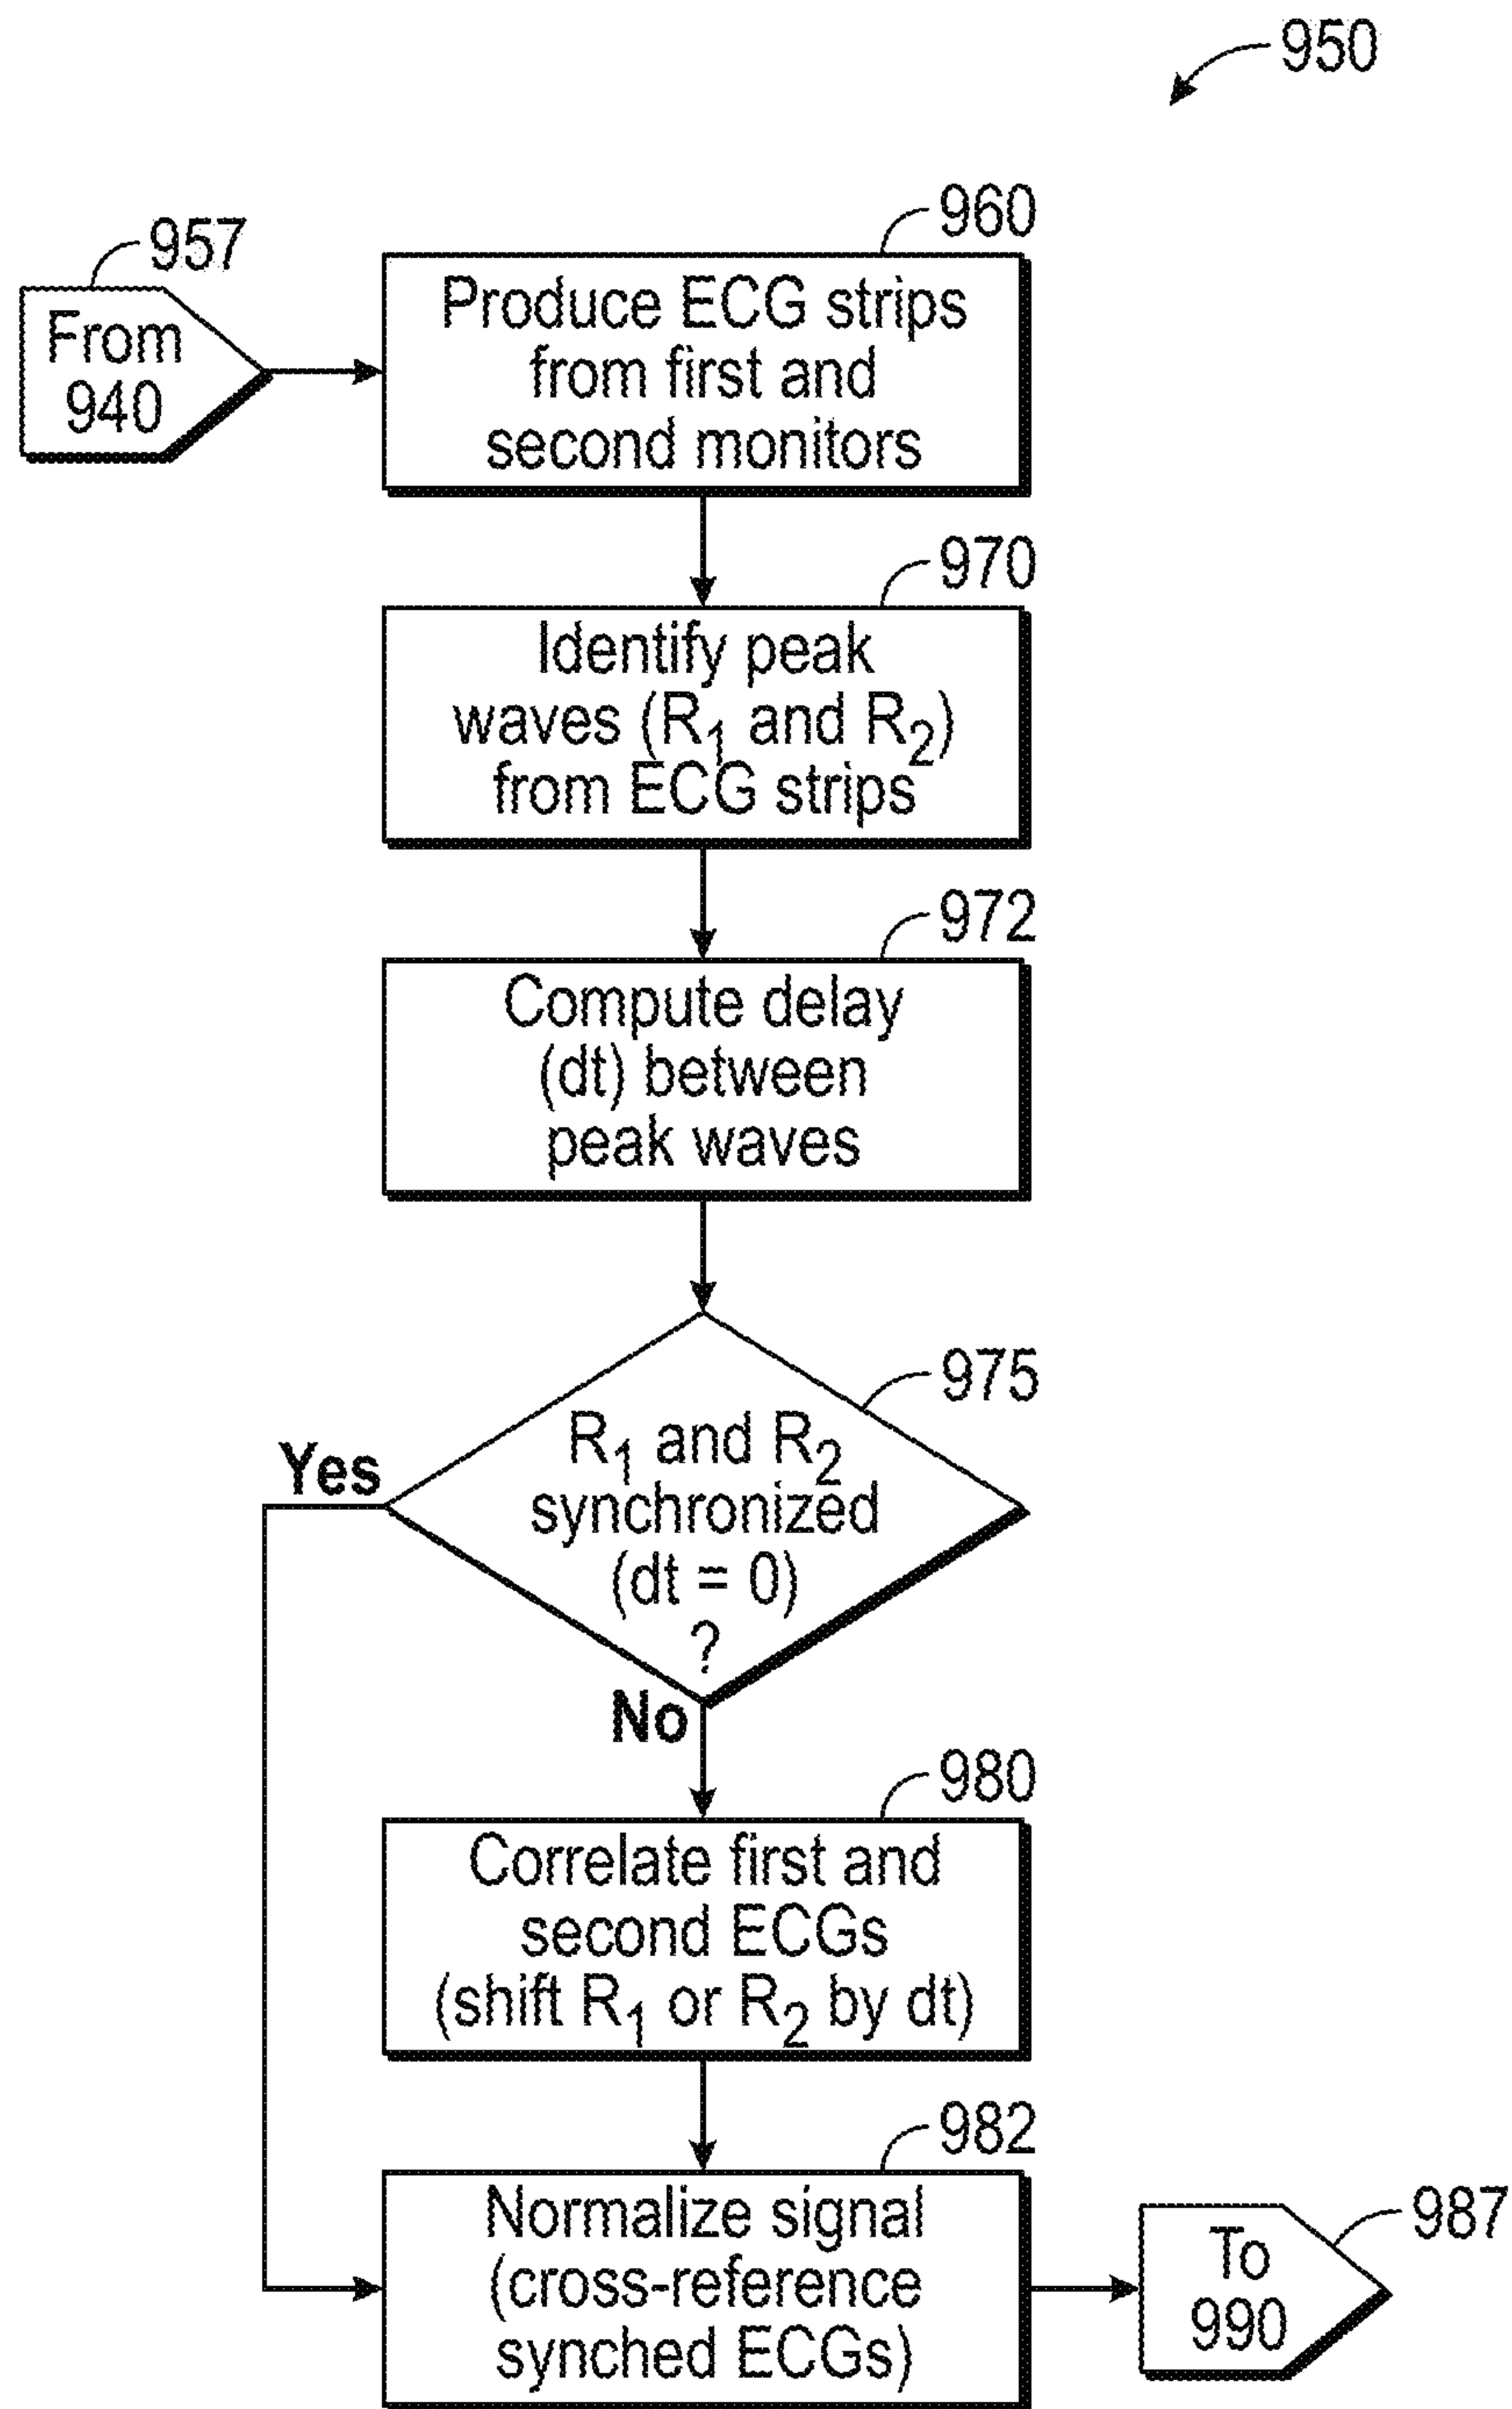 950
957
From
940
960
Produce ECG strips
from first and
second monitors
970
Identify peak
waves (R₁ and R₂)
from ECG strips
972
Compute delay
(dt) between
peak waves
975
R₁ and R₂
synchronized
(dt = 0)
?
Yes
No
980
Correlate first and
second ECGs
(shift R₁ or R₂ by dt)
982
Normalize signal
(cross-reference
synched ECGs)
987
To
990